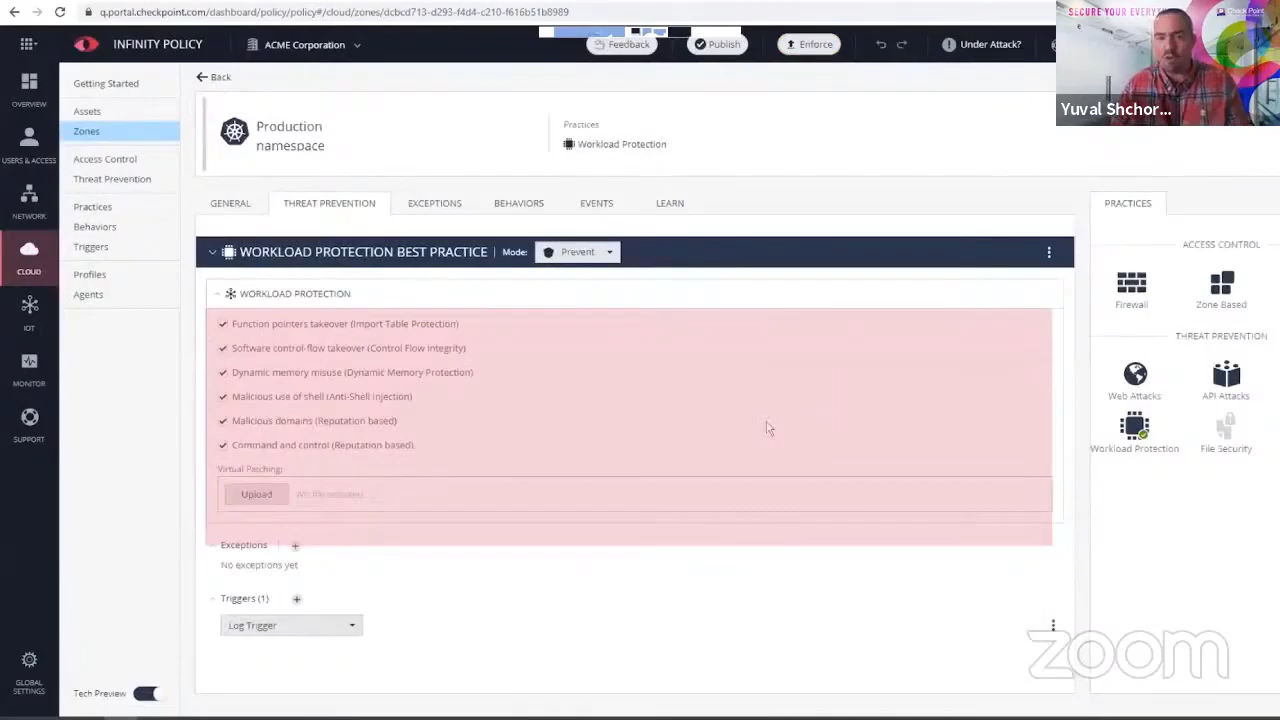 q.portal.checkpoint.com/dashboard/policy/policy#/cloud/zones/dcbcd713-d293-f4d4-c210-f616b51b8989
SECURE YOUR EVERY
Check Point
INFINITY POLICY
ACME Corporation
Feedback
Publish
Enforce
Under Attack?
Yuval Shchor...
OVERVIEW
USERS & ACCESS
NETWORK
CLOUD
IOT
MONITOR
SUPPORT
GLOBAL
SETTINGS
Getting Started
Assets
Zones
Access Control
Threat Prevention
Practices
Behaviors
Triggers
Profiles
Agents
Tech Preview
Back
Production
namespace
Practices
Workload Protection
GENERAL
THREAT PREVENTION
EXCEPTIONS
BEHAVIORS
EVENTS
LEARN
WORKLOAD PROTECTION BEST PRACTICE
Mode:
Prevent
WORKLOAD PROTECTION
Function pointers takeover (Import Table Protection)
Software control-flow takeover (Control Flow Integrity)
Dynamic memory misuse (Dynamic Memory Protection)
Malicious use of shell (Anti-Shell Injection)
Malicious domains (Reputation based)
Command and control (Reputation based)
Virtual Patching:
Upload
Exceptions
No exceptions yet
Triggers (1)
Log Trigger
PRACTICES
ACCESS CONTROL
Firewall
Zone Based
THREAT PREVENTION
Web Attacks
API Attacks
Workload Protection
File Security
zoom